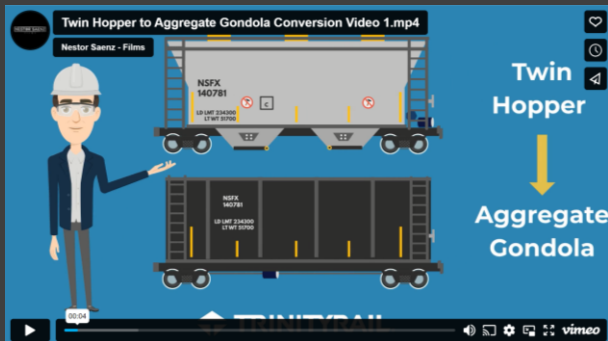 Twin Hopper to Aggregate Gondola Conversion Video 1.mp4
NESTOR SAENZ
Nestor Saenz - Films
NSFX
140781
C
LD LMT 234300
LT WT 51700
Twin
Hopper
NSFX
140781
LD LMT 234300
LT WT 51700
Aggregate
Gondola
TRINITYRAIL
00:04
vimeo